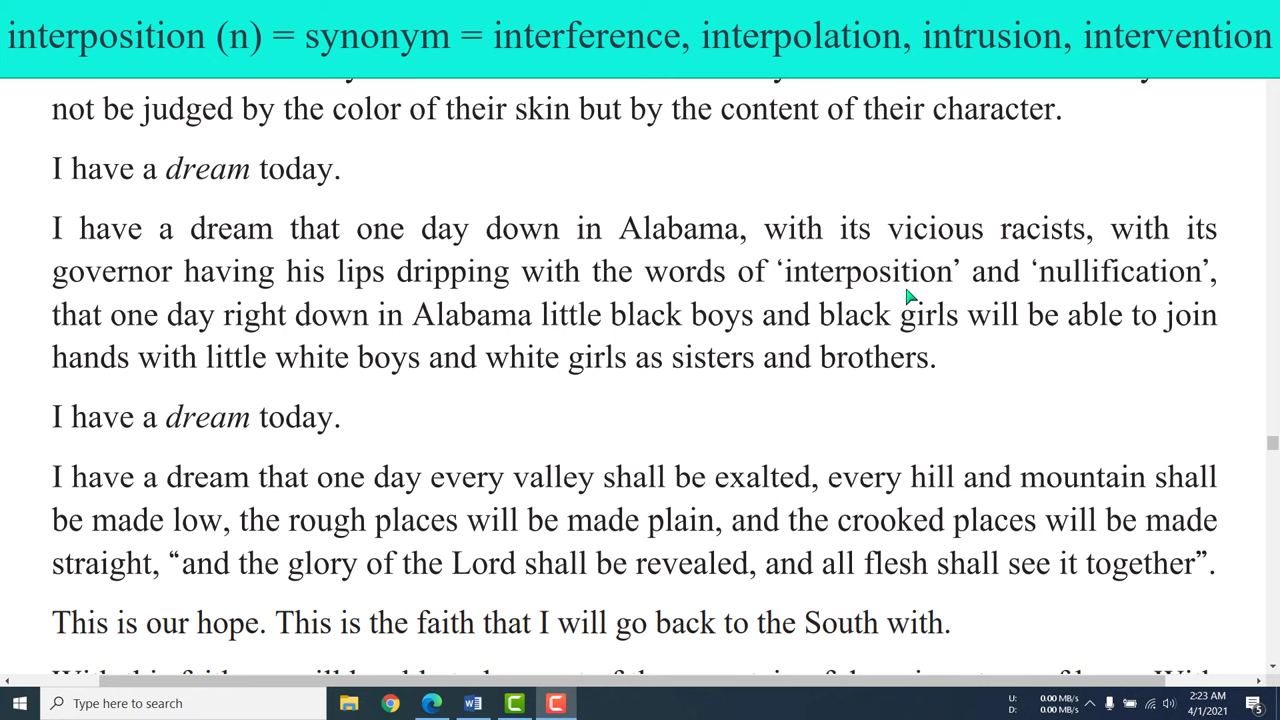 interposition (n) = synonym = interference, interpolation, intrusion, intervention
not be judged by the color of their skin but by the content of their character.
I have a dream today.
I have a dream that one day down in Alabama, with its vicious racists, with its
governor having his lips dripping with the words of ‘interposition’ and ‘nullification’,
that one day right down in Alabama little black boys and black girls will be able to join
hands with little white boys and white girls as sisters and brothers.
I have a dream today.
I have a dream that one day every valley shall be exalted, every hill and mountain shall
be made low, the rough places will be made plain, and the crooked places will be made
straight, “and the glory of the Lord shall be revealed, and all flesh shall see it together”.
This is our hope. This is the faith that I will go back to the South with.
Type here to search
U: 0.00 MB/s
D: 0.00 MB/s
2:23 AM
4/1/2021
5